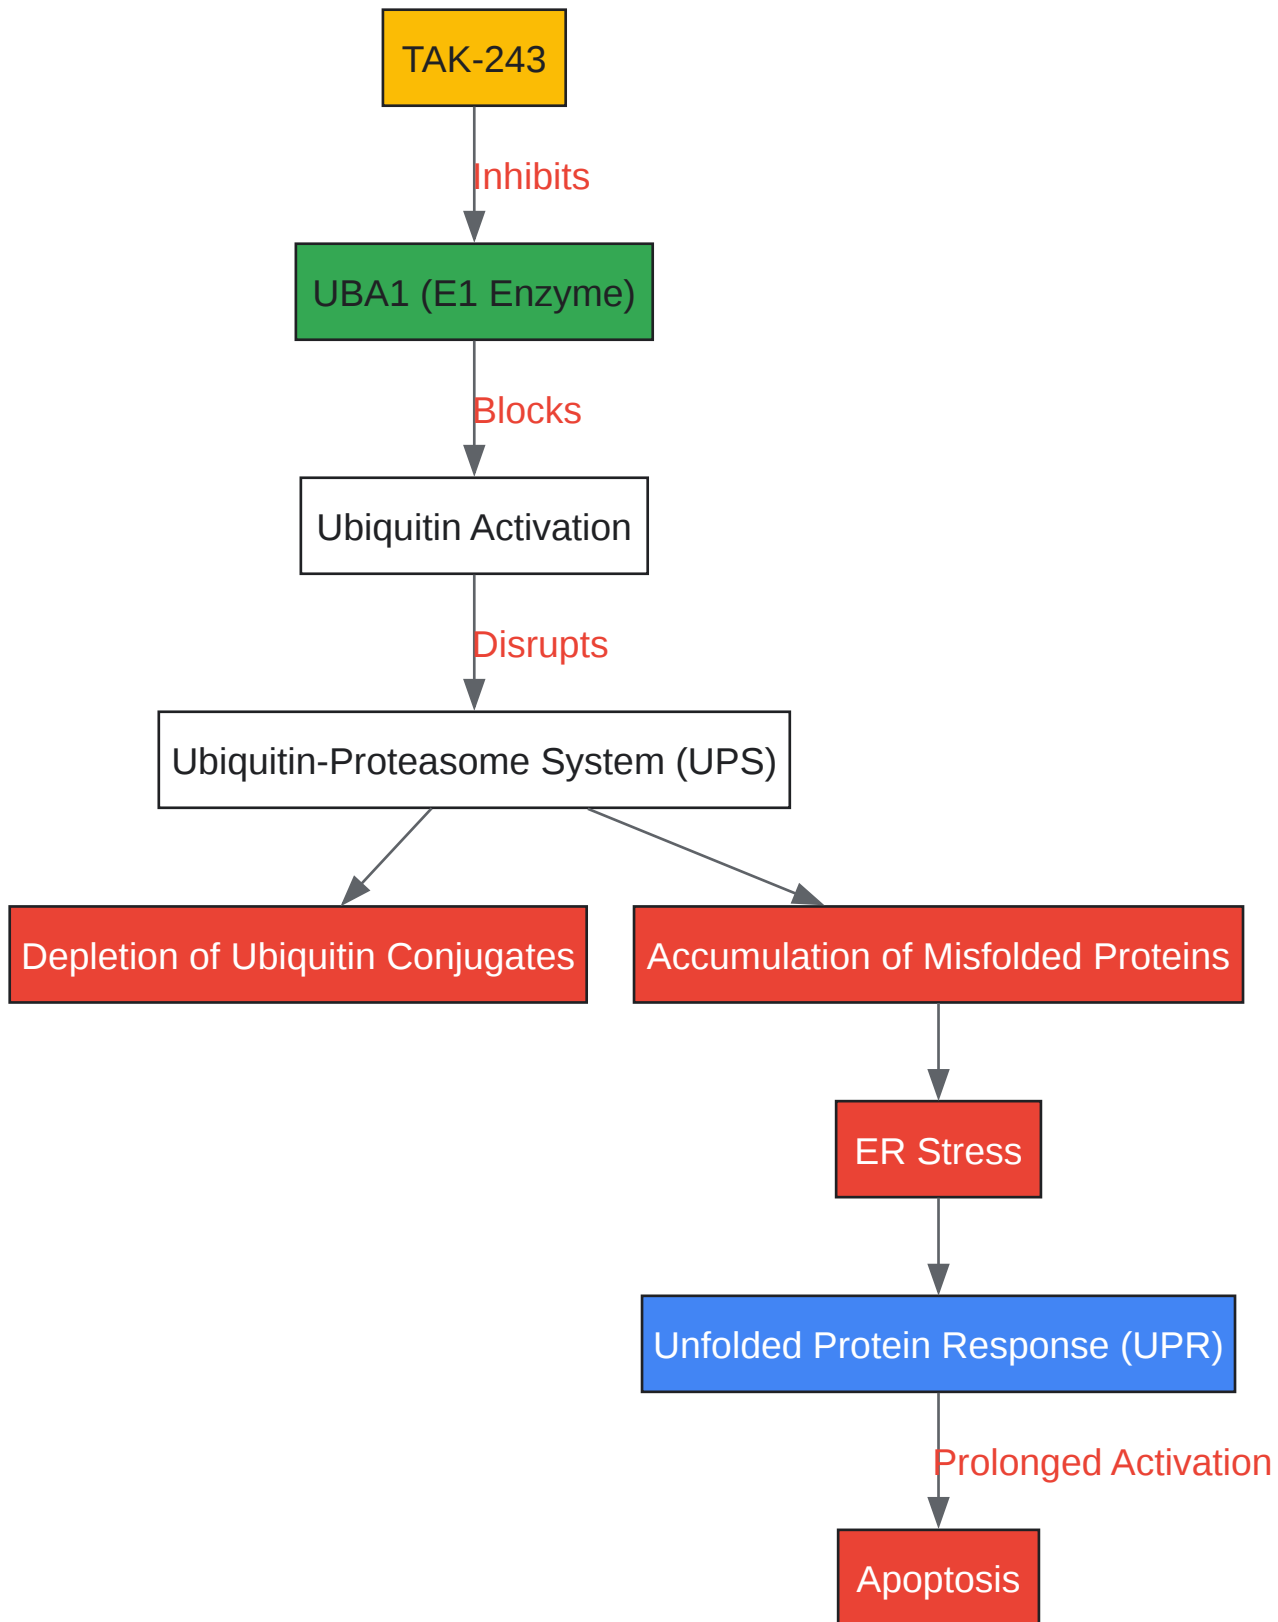 TAK-243
Inhibits
UBA1 (E1 Enzyme)
Blocks
Ubiquitin Activation
Disrupts
Ubiquitin-Proteasome System (UPS)
Depletion of Ubiquitin Conjugates
Accumulation of Misfolded Proteins
ER Stress
Unfolded Protein Response (UPR)
Prolonged Activation
Apoptosis